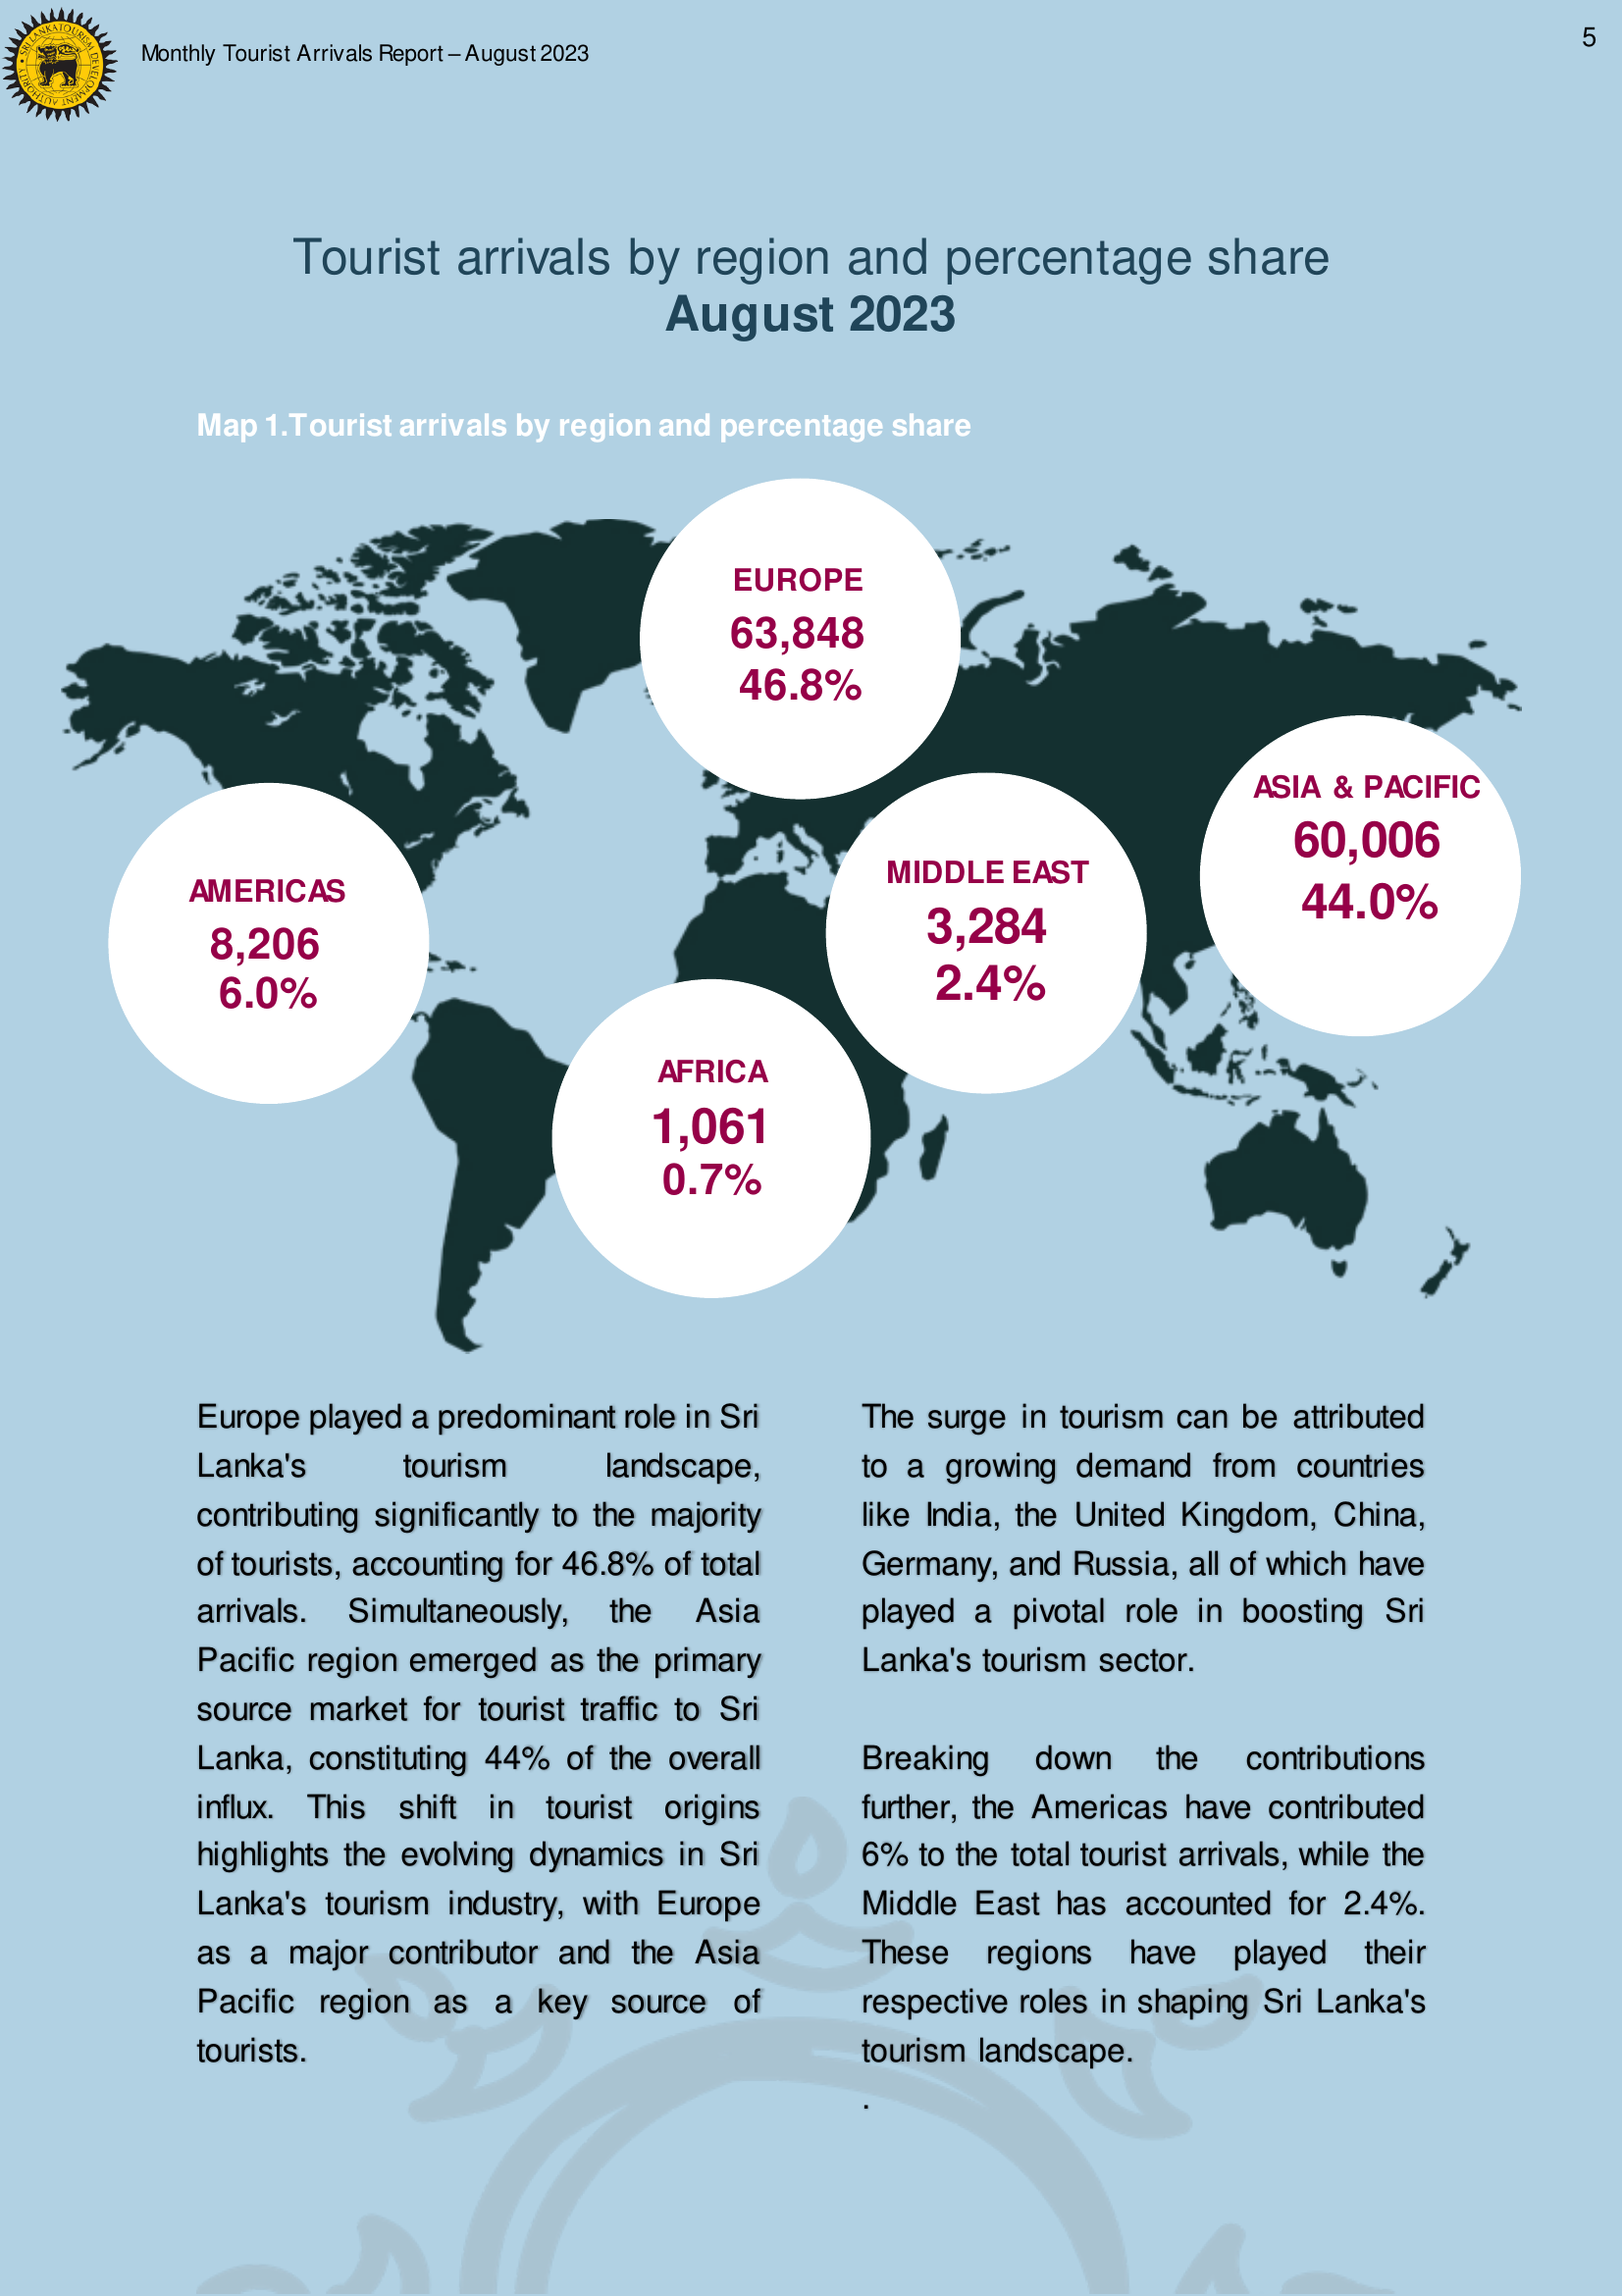 SRI LANKA TOURISM DEVELOPMENT AUTHORITY
Monthly Tourist Arrivals Report – August 2023
5
Tourist arrivals by region and percentage share
August 2023
Map 1.Tourist arrivals by region and percentage share
EUROPE
63,848
46.8%
ASIA & PACIFIC
60,006
44.0%
MIDDLE EAST
3,284
2.4%
AMERICAS
8,206
6.0%
AFRICA
1,061
0.7%
Europe played a predominant role in Sri
Lanka's tourism landscape,
contributing significantly to the majority
of tourists, accounting for 46.8% of total
arrivals. Simultaneously, the Asia
Pacific region emerged as the primary
source market for tourist traffic to Sri
Lanka, constituting 44% of the overall
influx. This shift in tourist origins
highlights the evolving dynamics in Sri
Lanka's tourism industry, with Europe
as a major contributor and the Asia
Pacific region as a key source of
tourists.
The surge in tourism can be attributed
to a growing demand from countries
like India, the United Kingdom, China,
Germany, and Russia, all of which have
played a pivotal role in boosting Sri
Lanka's tourism sector.
Breaking down the contributions
further, the Americas have contributed
6% to the total tourist arrivals, while the
Middle East has accounted for 2.4%.
These regions have played their
respective roles in shaping Sri Lanka's
tourism landscape.
.